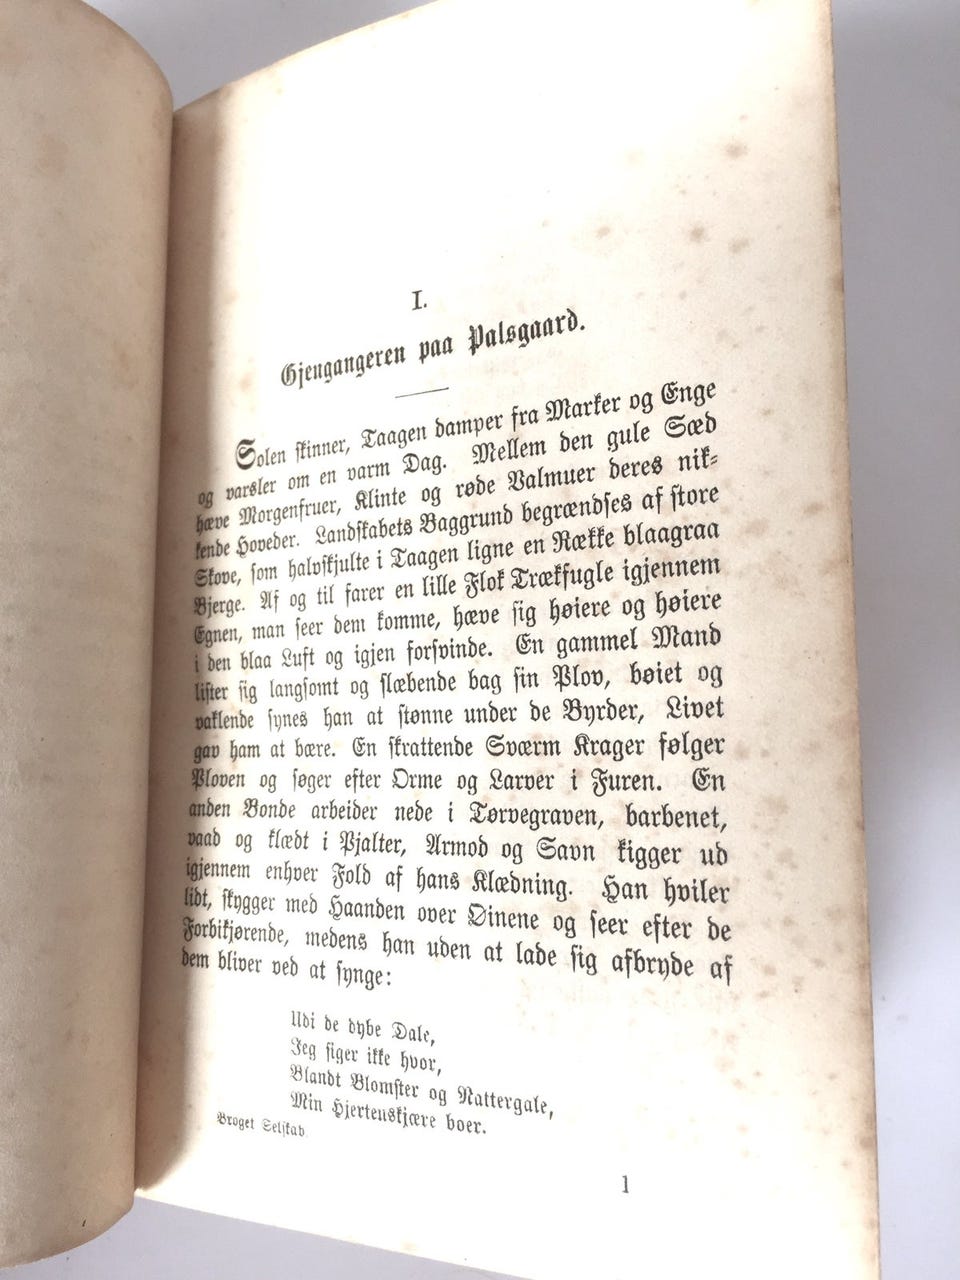 I.
Gjengangeren paa Palsgaard.
Solen skinner, Taagen damper fra Marker og Enge
og varsler om en varm Dag. Mellem den gule Sæd
hæve Morgenfruer, Klinte og røde Valmuer deres nik-
kende Hoveder. Landskabets Baggrund begrændses af store
Skove, som halvskjulte i Taagen ligne en Række blaagraa
Bjerge. Af og til farer en lille Flok Trækfugle igjennem
Egnen, man seer dem komme, hæve sig høiere og høiere
i den blaa Luft og igjen forsvinde. En gammel Mand
lister sig langsomt og slæbende bag sin Plov, bøiet og
vaklende synes han at stønne under de Byrder, Livet
gav ham at bære. En skrattende Sværm Krager følger
Ploven og søger efter Orme og Larver i Furen. En
anden Bonde arbeider nede i Tørvegraven, barbenet,
vaad og klædt i Pjalter, Armod og Savn kigger ud
igjennem enhver Fold af hans Klædning. Han hviler
lidt, skygger med Haanden over Øinene og seer efter de
Forbikjørende, medens han uden at lade sig afbryde af
dem bliver ved at synge:
Udi de dybe Dale,
Jeg siger ikke hvor,
Blandt Blomster og Nattergale,
Min Hjertenskjære boer.
Broget Selskab.
1